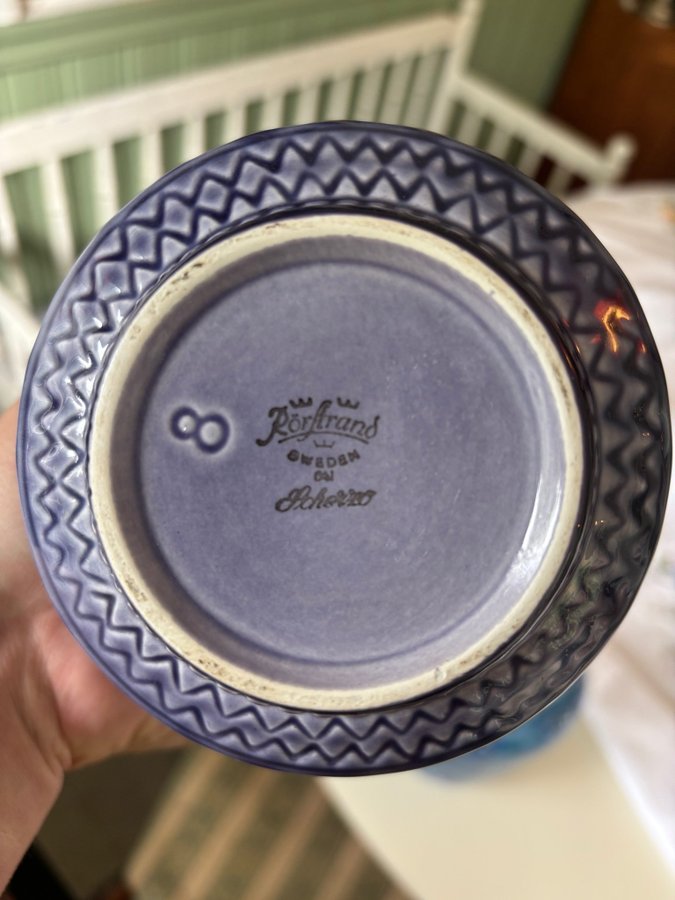 8
Rörstrand
SWEDEN
Scherzo